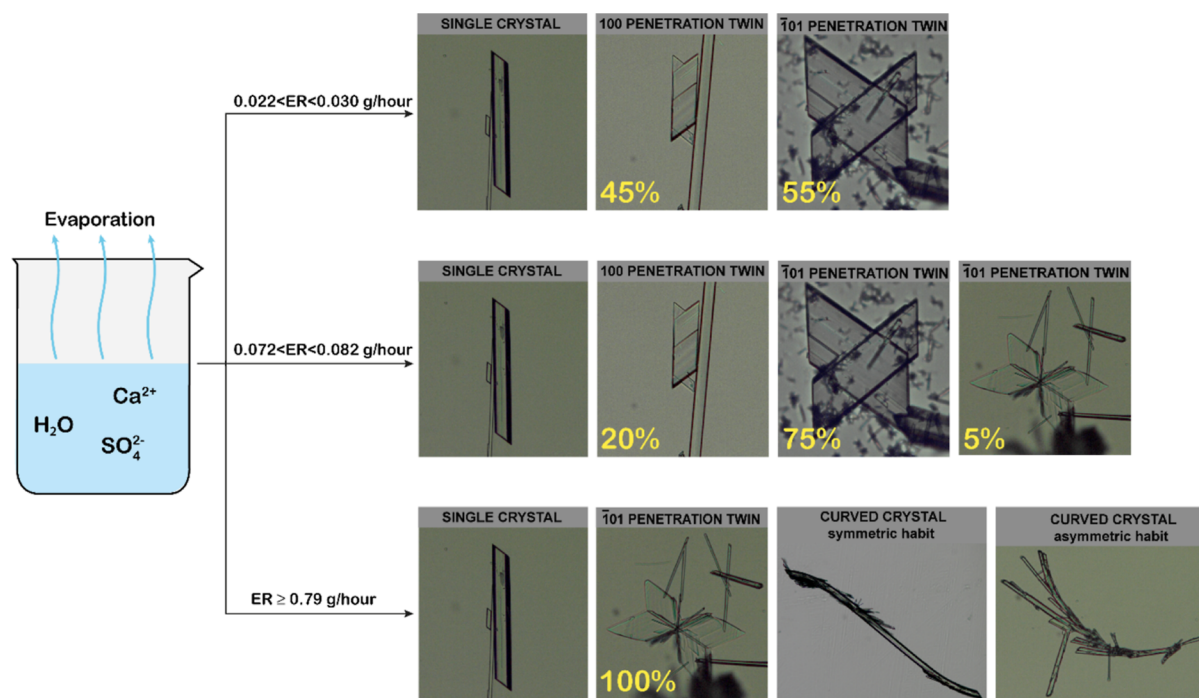 SINGLE CRYSTAL
100 PENETRATION TWIN
1̅01 PENETRATION TWIN
0.022<ER<0.030 g/hour
45%
55%
Evaporation
SINGLE CRYSTAL
100 PENETRATION TWIN
1̅01 PENETRATION TWIN
1̅01 PENETRATION TWIN
0.072<ER<0.082 g/hour
20%
75%
5%
Ca²⁺
H₂O
SO₄²⁻
SINGLE CRYSTAL
1̅01 PENETRATION TWIN
CURVED CRYSTAL
symmetric habit
CURVED CRYSTAL
asymmetric habit
ER ≥ 0.79 g/hour
100%